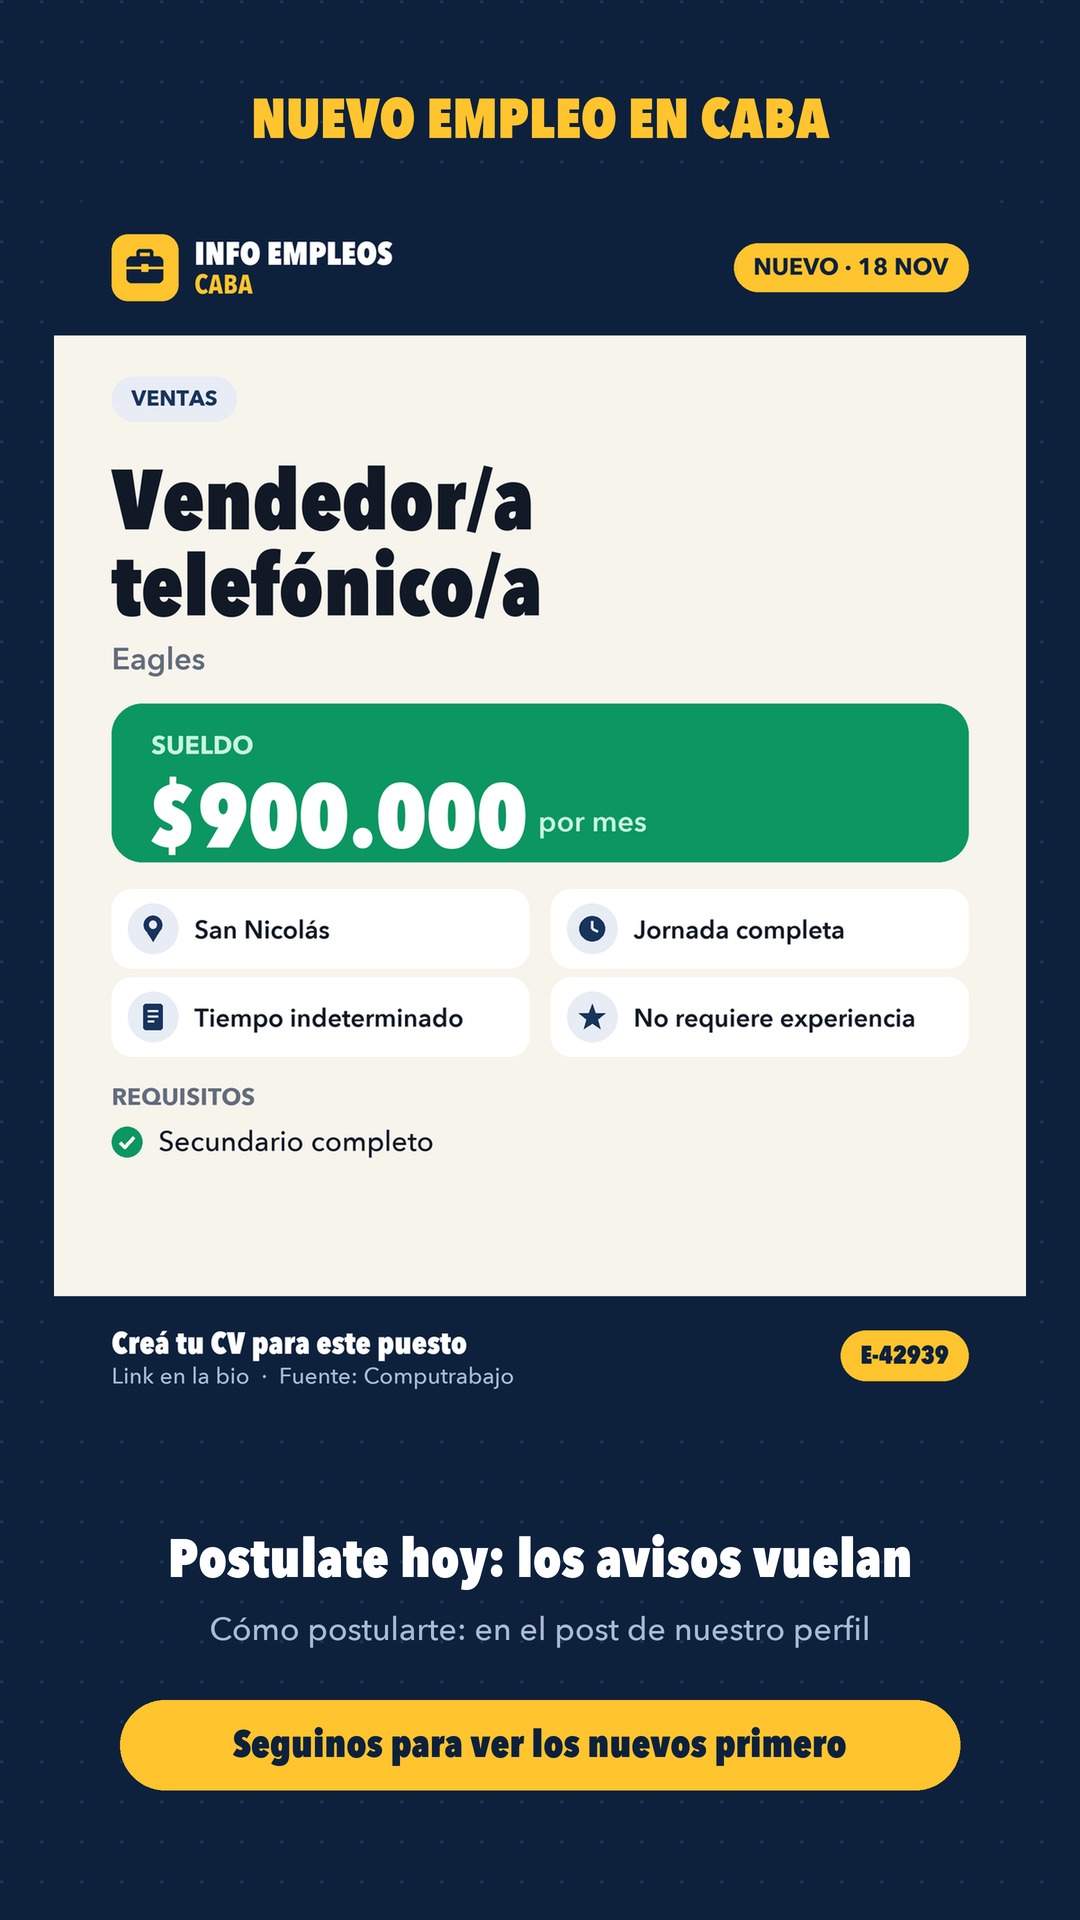 NUEVO EMPLEO EN CABA
INFO EMPLEOS
CABA
NUEVO · 18 NOV
VENTAS
Vendedor/a
telefónico/a
Eagles
SUELDO
$900.000 por mes
San Nicolás
Jornada completa
Tiempo indeterminado
No requiere experiencia
REQUISITOS
Secundario completo
Creá tu CV para este puesto
Link en la bio · Fuente: Computrabajo
E-42939
Postulate hoy: los avisos vuelan
Cómo postularte: en el post de nuestro perfil
Seguinos para ver los nuevos primero